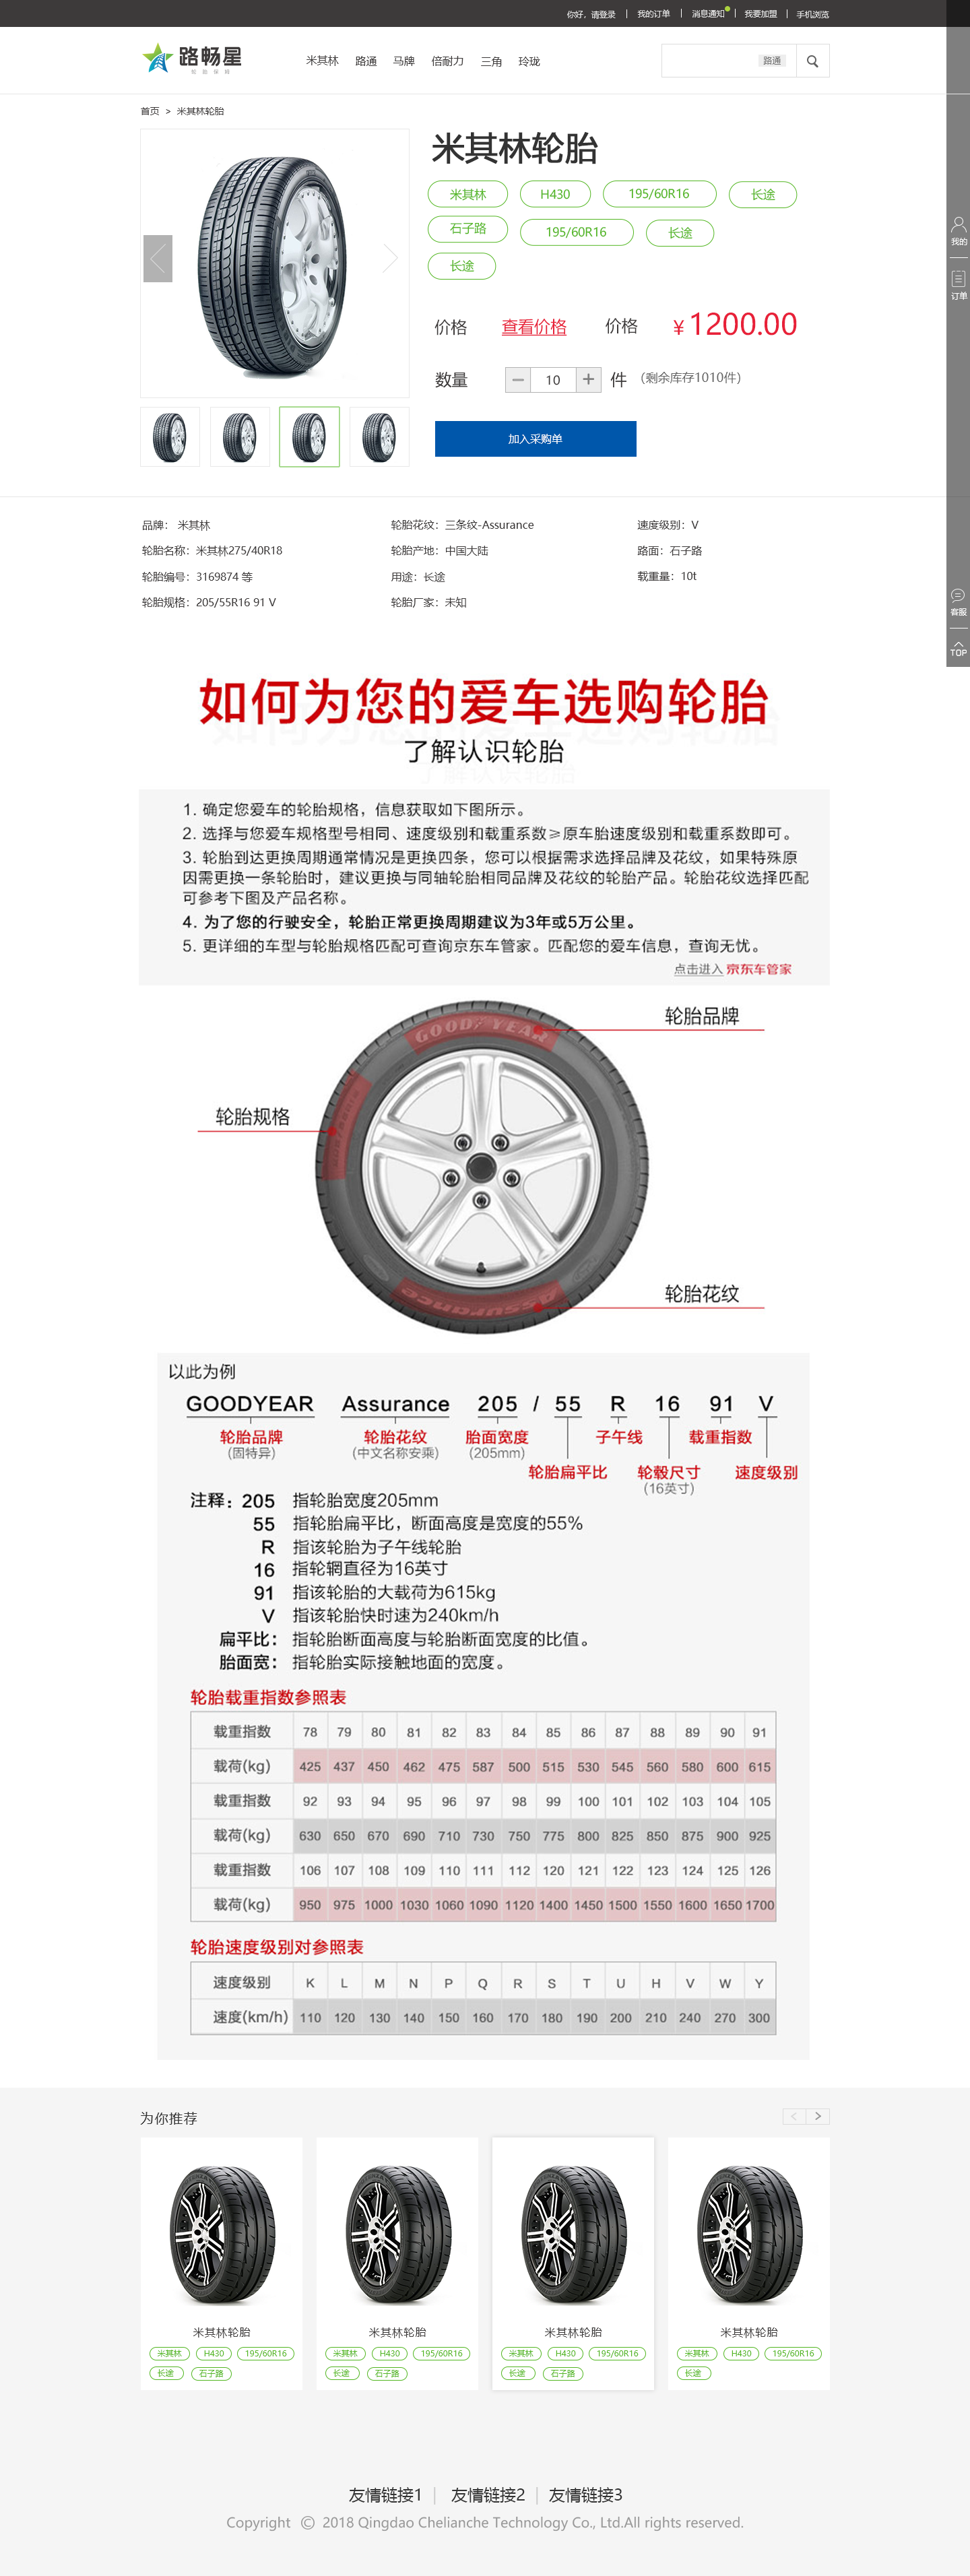 你好，请登录 | 我的订单 | 消息通知 | 我要加盟 | 手机浏览
路畅星
轮胎保姆
米其林 路通 马牌 倍耐力 三角 玲珑
路通
首页 > 米其林轮胎
米其林轮胎
米其林 H430 195/60R16 长途
石子路 195/60R16 长途
长途
价格 查看价格 价格 ¥1200.00
数量 - 10 + 件 （剩余库存1010件）
加入采购单
我的
订单
客服
TOP
品牌： 米其林 轮胎花纹：三条纹-Assurance 速度级别：V
轮胎名称：米其林275/40R18 轮胎产地：中国大陆 路面：石子路
轮胎编号：3169874 等 用途：长途 载重量：10t
轮胎规格：205/55R16 91 V 轮胎厂家：未知
如何为您的爱车选购轮胎
了解认识轮胎
1. 确定您爱车的轮胎规格，信息获取如下图所示。
2. 选择与您爱车规格型号相同、速度级别和载重系数≥原车胎速度级别和载重系数即可。
3. 轮胎到达更换周期通常情况是更换四条，您可以根据需求选择品牌及花纹，如果特殊原
因需更换一条轮胎时，建议更换与同轴轮胎相同品牌及花纹的轮胎产品。轮胎花纹选择匹配
可参考下图及产品名称。
4. 为了您的行驶安全，轮胎正常更换周期建议为3年或5万公里。
5. 更详细的车型与轮胎规格匹配可查询京东车管家。匹配您的爱车信息，查询无忧。
点击进入 京东车管家
轮胎品牌
GOODYEAR
轮胎规格
轮胎花纹
assurance
以此为例
GOODYEAR Assurance 205 / 55 R 16 91 V
轮胎品牌 轮胎花纹 胎面宽度 子午线 载重指数
(固特异) (中文名称安乘) (205mm)
轮胎扁平比 轮毂尺寸 速度级别
(16英寸)
注释：205 指轮胎宽度205mm
55 指轮胎扁平比，断面高度是宽度的55%
R 指该轮胎为子午线轮胎
16 指轮辋直径为16英寸
91 指该轮胎的大载荷为615kg
V 指该轮胎快时速为240km/h
扁平比： 指轮胎断面高度与轮胎断面宽度的比值。
胎面宽： 指轮胎实际接触地面的宽度。
轮胎载重指数参照表
载重指数 78 79 80 81 82 83 84 85 86 87 88 89 90 91
载荷(kg) 425 437 450 462 475 587 500 515 530 545 560 580 600 615
载重指数 92 93 94 95 96 97 98 99 100 101 102 103 104 105
载荷(kg) 630 650 670 690 710 730 750 775 800 825 850 875 900 925
载重指数 106 107 108 109 110 111 112 120 121 122 123 124 125 126
载荷(kg) 950 975 1000 1030 1060 1090 1120 1400 1450 1500 1550 1600 1650 1700
轮胎速度级别对参照表
速度级别 K L M N P Q R S T U H V W Y
速度(km/h) 110 120 130 140 150 160 170 180 190 200 210 240 270 300
为你推荐 < >
米其林轮胎 米其林轮胎 米其林轮胎 米其林轮胎
米其林 H430 195/60R16 米其林 H430 195/60R16 米其林 H430 195/60R16 米其林 H430 195/60R16
长途 石子路 长途 石子路 长途 石子路 长途
友情链接1 | 友情链接2 | 友情链接3
Copyright © 2018 Qingdao Chelianche Technology Co., Ltd.All rights reserved.